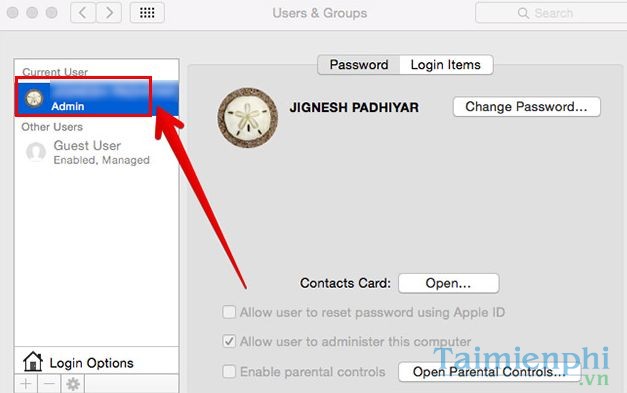 Users & Groups
Search
Current User
Admin
Other Users
Guest User
Enabled, Managed
Login Options
Password
Login Items
JIGNESH PADHIYAR
Change Password...
Contacts Card:
Open...
Allow user to reset password using Apple ID
Allow user to administer this computer
Enable parental controls
Open Parental Controls...
Taimienphi
.vn